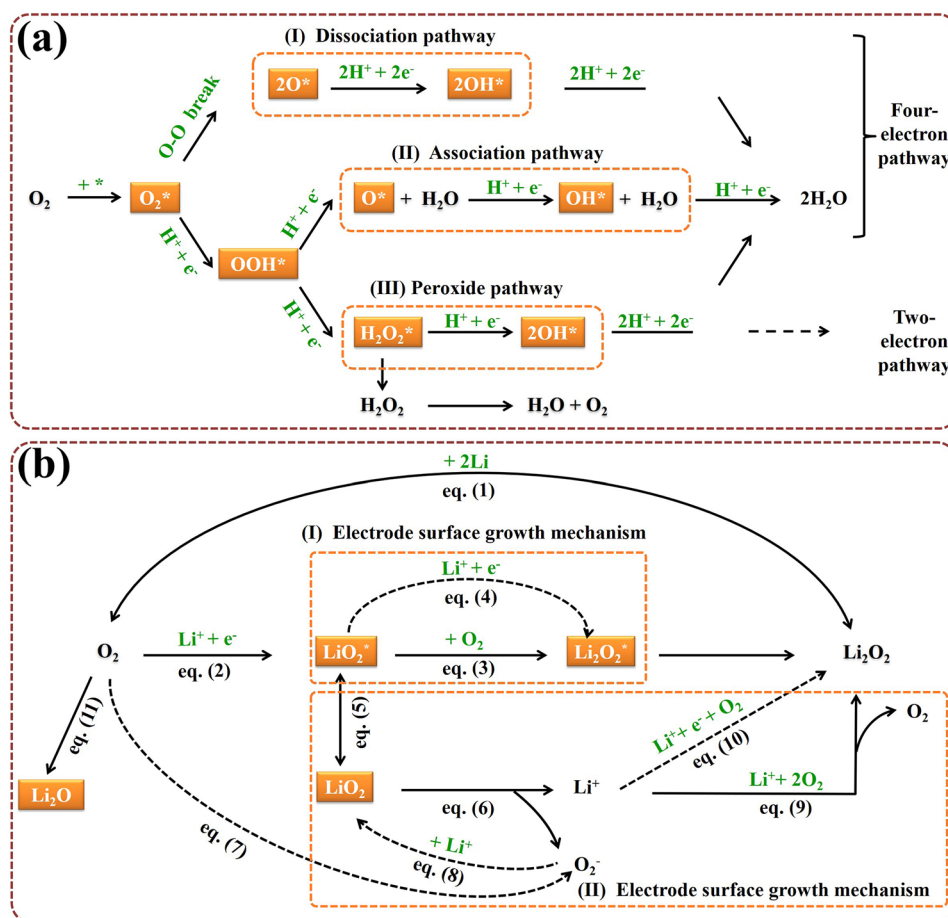 (a)
(I) Dissociation pathway
O-O break
2O*
2H⁺ + 2e⁻
2OH*
2H⁺ + 2e⁻
Four-
electron
pathway
(II) Association pathway
O₂
+ *
O₂*
H⁺ + e⁻
O* + H₂O
H⁺ + e⁻
OH* + H₂O
H⁺ + e⁻
2H₂O
H⁺ + e⁻
OOH*
H⁺ + e⁻
(III) Peroxide pathway
H₂O₂*
H⁺ + e⁻
2OH*
2H⁺ + 2e⁻
Two-
electron
pathway
H₂O₂
H₂O + O₂
(b)
+ 2Li
eq. (1)
(I) Electrode surface growth mechanism
Li⁺ + e⁻
eq. (4)
O₂
Li⁺ + e⁻
eq. (2)
LiO₂*
+ O₂
eq. (3)
Li₂O₂*
Li₂O₂
eq. (11)
eq. (5)
Li⁺ + e⁻ + O₂
eq. (10)
O₂
Li₂O
LiO₂
eq. (6)
Li⁺
Li⁺ + 2O₂
eq. (9)
eq. (7)
+ Li⁺
eq. (8)
O₂⁻
(II) Electrode surface growth mechanism